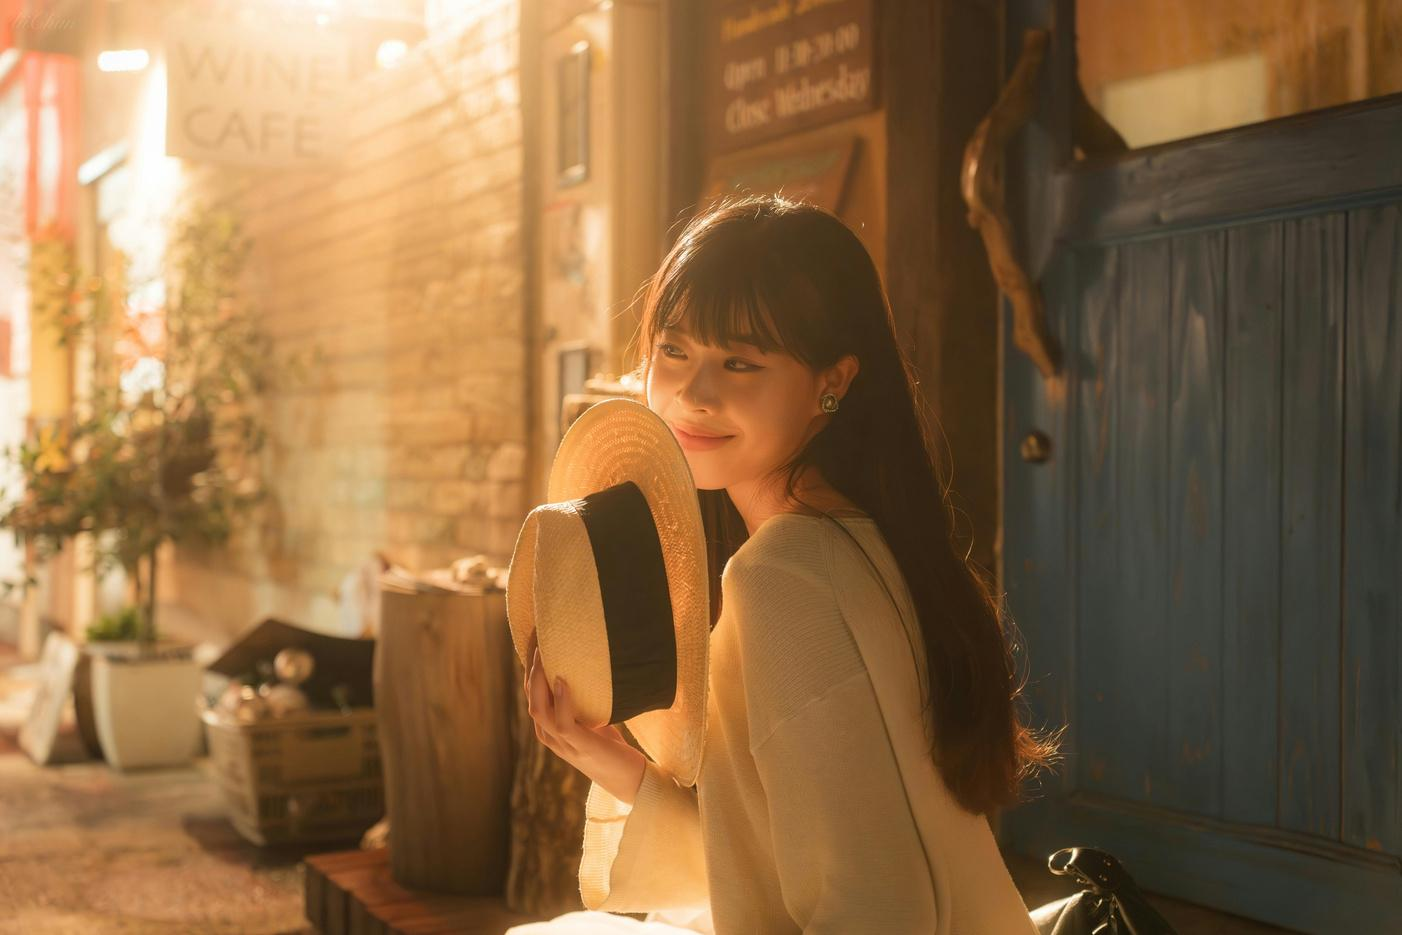 WINE
CAFE
Open 11:30-20:00
Close Wednesday